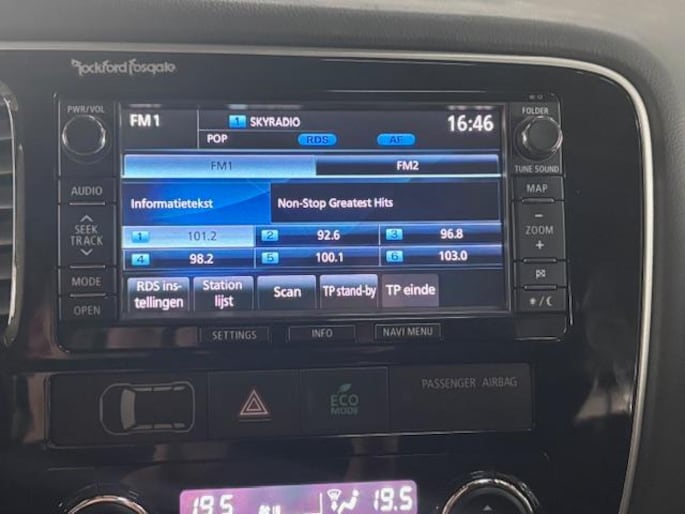 Rockford Fosgate
PWR/VOL
FOLDER
FM1
1 SKYRADIO
16:46
POP
RDS
AF
TUNE SOUND
FM1
FM2
AUDIO
MAP
Informatietekst
Non-Stop Greatest Hits
SEEK
TRACK
ZOOM
1 101.2
2 92.6
3 96.8
4 98.2
5 100.1
6 103.0
MODE
OPEN
RDS ins-
tellingen
Station
lijst
Scan
TP stand-by
TP einde
SETTINGS
INFO
NAVI MENU
ECO
MODE
PASSENGER AIRBAG
19.5
19.5